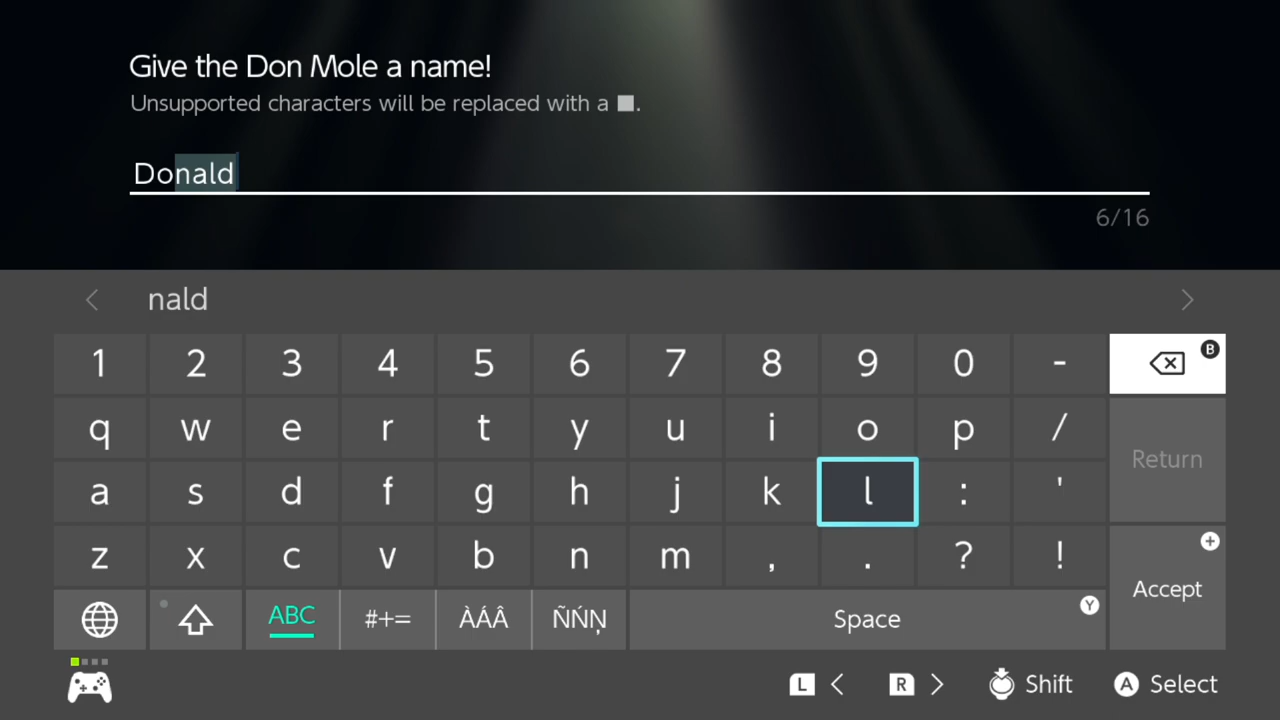 Give the Don Mole a name!
Unsupported characters will be replaced with a ■.
Donald
6/16
< nald >
1 2 3 4 5 6 7 8 9 0 - B
q w e r t y u i o p / Return
a s d f g h j k l : '
z x c v b n m , . ? ! + Accept
ABC #+= ÀÁÂ ÑŃŅ Space Y
L < R > Shift A Select